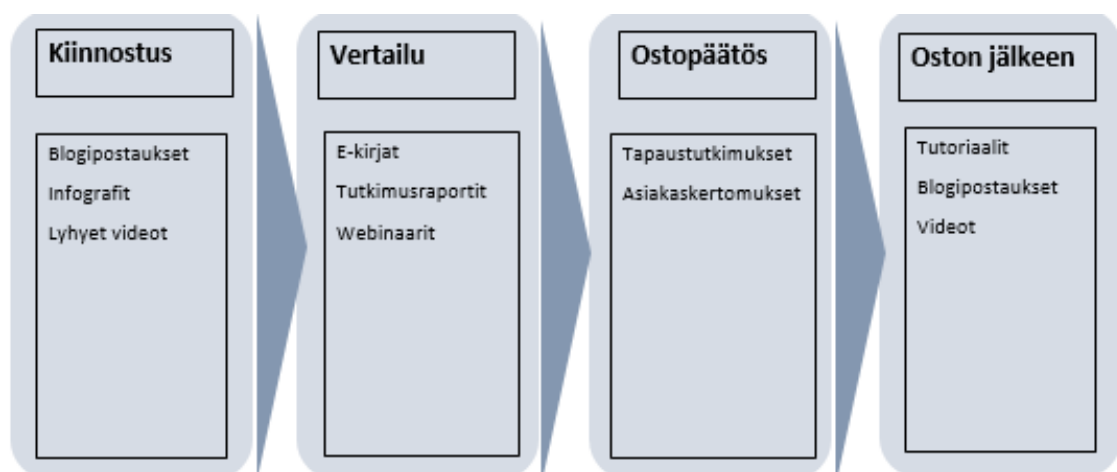 Kiinnostus
Blogipostaukset
Infografit
Lyhyet videot
Vertailu
E-kirjat
Tutkimusraportit
Webinaarit
Ostopäätös
Tapaustutkimukset
Asiakaskertomukset
Oston jälkeen
Tutoriaalit
Blogipostaukset
Videot